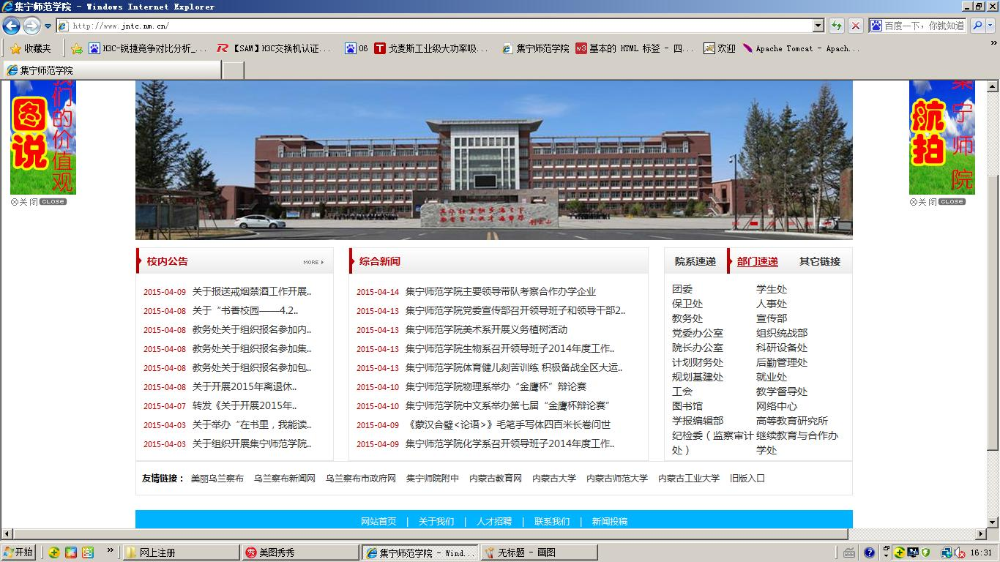 集宁师范学院 - Windows Internet Explorer
http://www.jntc.nm.cn/
百度一下，你就知道
收藏夹
H3C-锐捷竞争对比分析_...
【SAM】H3C交换机认证...
06
戈麦斯工业级大功率吸...
集宁师范学院
基本的 HTML 标签 - 四...
欢迎
Apache Tomcat - Apach...
集宁师范学院
图说
我们的价值观
关闭 CLOSE
航拍
集宁师院
关闭 CLOSE
校内公告
MORE
2015-04-09 关于报送戒烟禁酒工作开展..
2015-04-08 关于“书香校园——4.2..
2015-04-08 教务处关于组织报名参加内..
2015-04-08 教务处关于组织报名参加集..
2015-04-08 教务处关于组织报名参加包..
2015-04-08 关于开展2015年离退休..
2015-04-07 转发《关于开展2015年..
2015-04-03 关于举办“在书里，我能读..
2015-04-03 关于组织开展集宁师范学院..
综合新闻
2015-04-14 集宁师范学院主要领导带队考察合作办学企业
2015-04-13 集宁师范学院党委宣传部召开领导班子和领导干部2..
2015-04-13 集宁师范学院美术系开展义务植树活动
2015-04-13 集宁师范学院生物系召开领导班子2014年度工作..
2015-04-13 集宁师范学院体育健儿刻苦训练 积极备战全区大运..
2015-04-10 集宁师范学院物理系举办“金鹰杯”辩论赛
2015-04-10 集宁师范学院中文系举办第七届“金鹰杯辩论赛”
2015-04-09 《蒙汉合璧<论语>》毛笔手写体四百米长卷问世
2015-04-09 集宁师范学院化学系召开领导班子2014年度工作..
院系速递 部门速递 其它链接
团委 学生处
保卫处 人事处
教务处 宣传部
党委办公室 组织统战部
院长办公室 科研设备处
计划财务处 后勤管理处
规划基建处 就业处
工会 教学督导处
图书馆 网络中心
学报编辑部 高等教育研究所
纪检委（监察审计 继续教育与合作办
处） 学处
友情链接： 美丽乌兰察布 乌兰察布新闻网 乌兰察布市政府网 集宁师院附中 内蒙古教育网 内蒙古大学 内蒙古师范大学 内蒙古工业大学 旧版入口
网站首页 | 关于我们 | 人才招聘 | 联系我们 | 新闻投稿
开始
网上注册
美图秀秀
集宁师范学院 - Wind...
无标题 - 画图
16:31